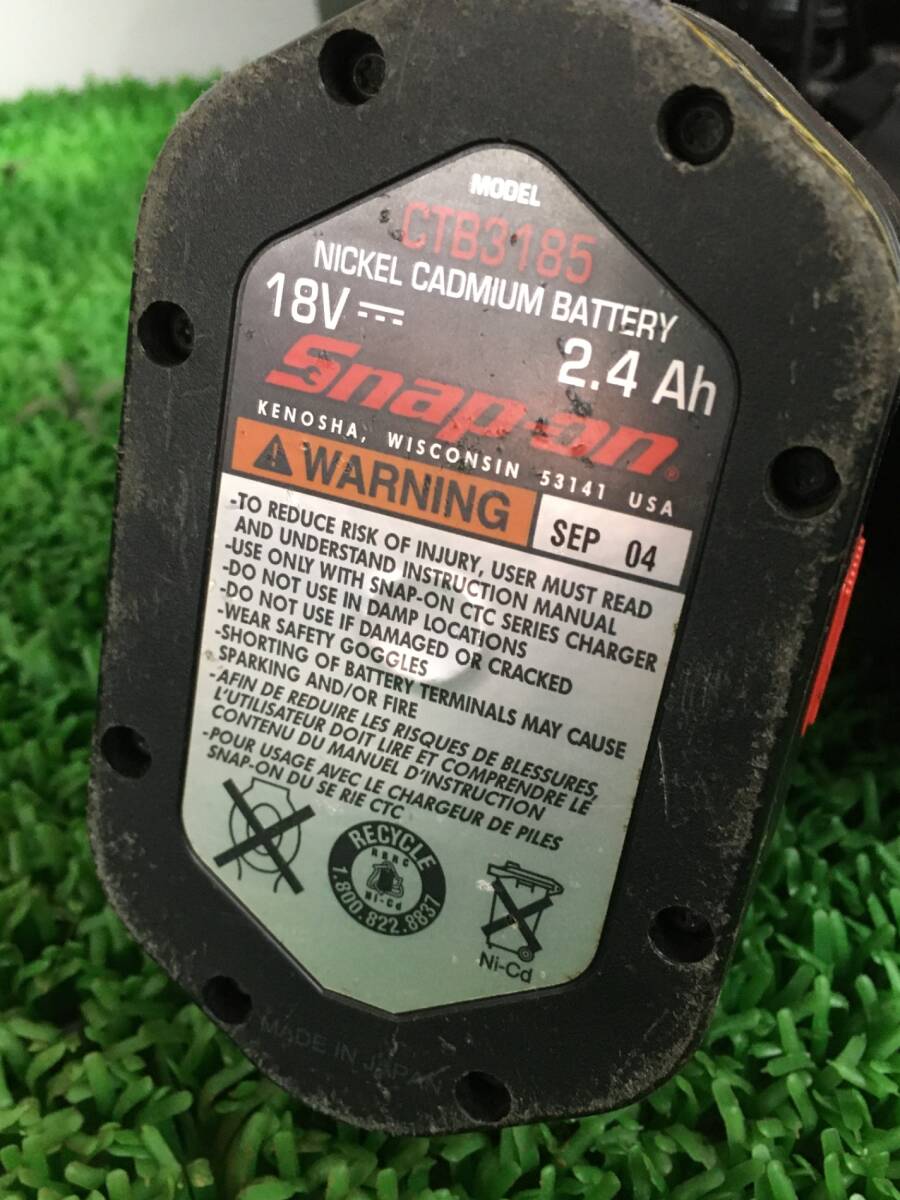 MODEL
CTB3185
NICKEL CADMIUM BATTERY
18V
2.4 Ah
Snap-on®
KENOSHA, WISCONSIN 53141 USA
WARNING
SEP 04
-TO REDUCE RISK OF INJURY, USER MUST READ
AND UNDERSTAND INSTRUCTION MANUAL
-USE ONLY WITH SNAP-ON CTC SERIES CHARGER
-DO NOT USE IN DAMP LOCATIONS
-DO NOT USE IF DAMAGED OR CRACKED
-WEAR SAFETY GOGGLES
-SHORTING OF BATTERY TERMINALS MAY CAUSE
SPARKING AND/OR FIRE
-AFIN DE REDUIRE LES RISQUES DE BLESSURES,
L'UTILISATEUR DOIT LIRE ET COMPRENDRE LE
CONTENU DU MANUEL D'INSTRUCTION
-POUR USAGE AVEC LE CHARGEUR DE PILES
SNAP-ON DU SE RIE CTC
RECYCLE
RBRC
Ni-Cd
1.800.822.8837
Ni-Cd
MADE IN JAPAN